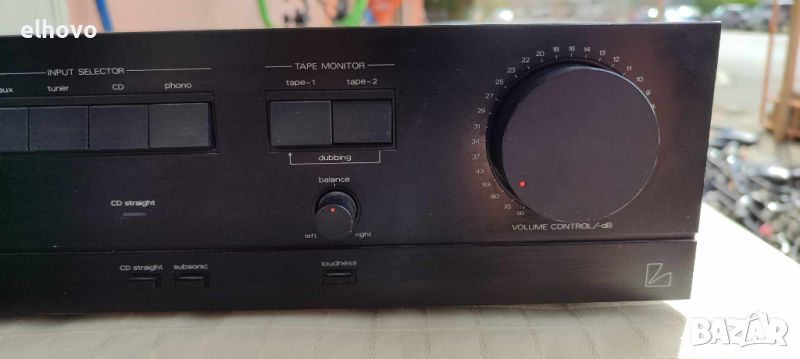 elhovo
INPUT SELECTOR
aux tuner CD phono
TAPE MONITOR
tape-1 tape-2
dubbing
balance
left right
CD straight
CD straight subsonic
loudness
VOLUME CONTROL/-dB
BAZAR